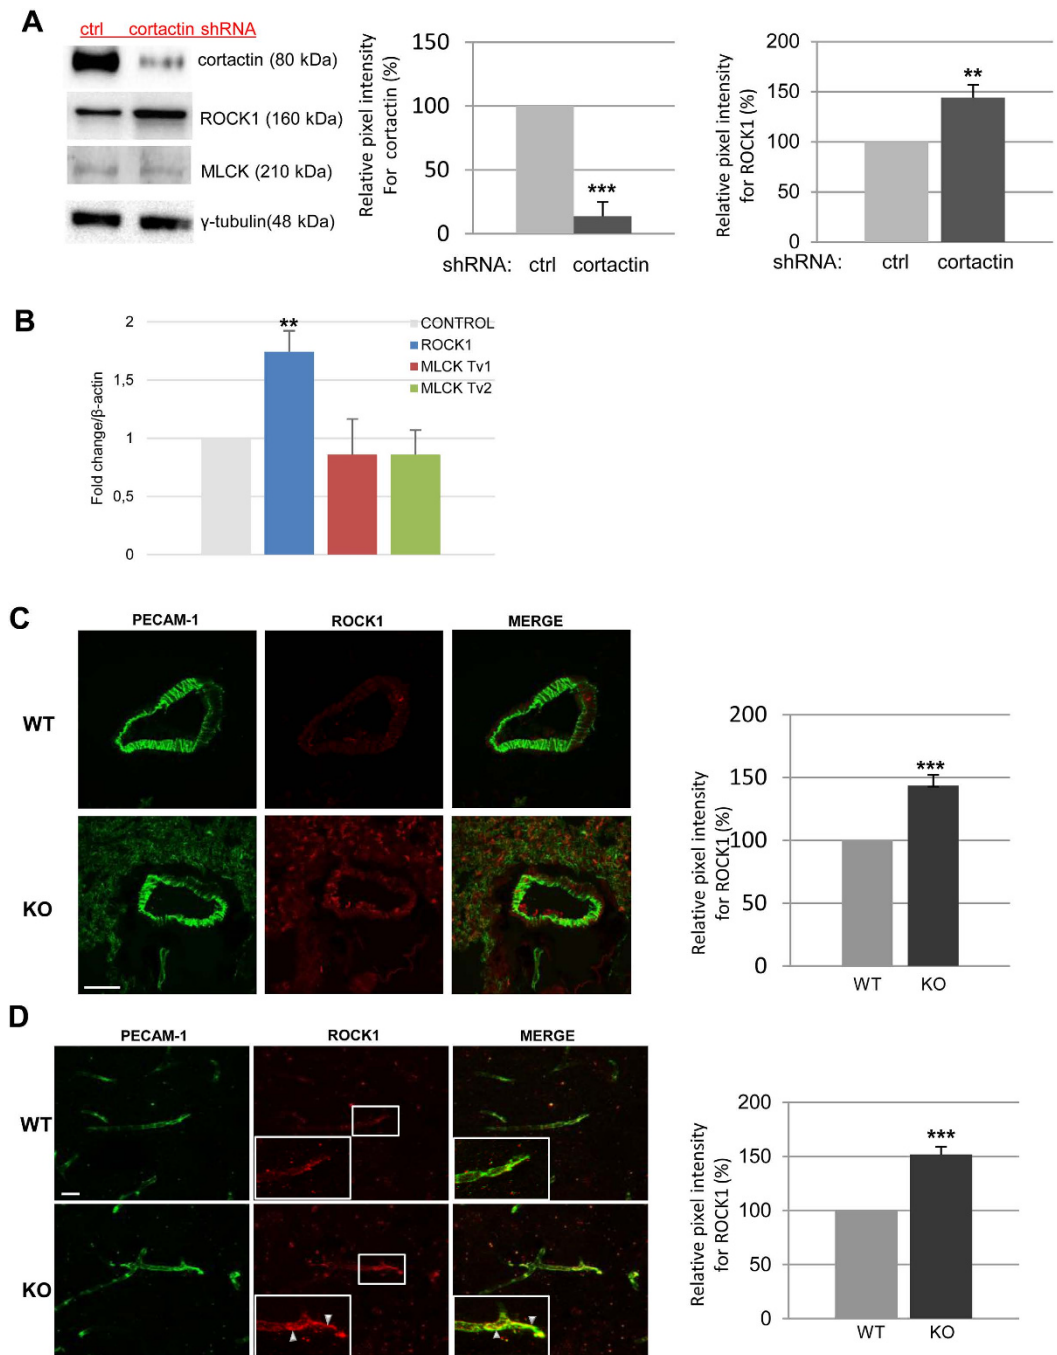 A
ctrl cortactin shRNA
cortactin (80 kDa)
ROCK1 (160 kDa)
MLCK (210 kDa)
γ-tubulin(48 kDa)
Relative pixel intensity
For cortactin (%)
150
100
50
0
***
shRNA: ctrl cortactin
Relative pixel intensity
for ROCK1 (%)
200
150
100
50
0
**
shRNA: ctrl cortactin
B
Fold change/β-actin
2
1,5
1
0,5
0
**
CONTROL
ROCK1
MLCK Tv1
MLCK Tv2
C
PECAM-1 ROCK1 MERGE
WT
KO
Relative pixel intensity
for ROCK1 (%)
200
150
100
50
0
***
WT KO
D
PECAM-1 ROCK1 MERGE
WT
KO
Relative pixel intensity
for ROCK1 (%)
200
150
100
50
0
***
WT KO